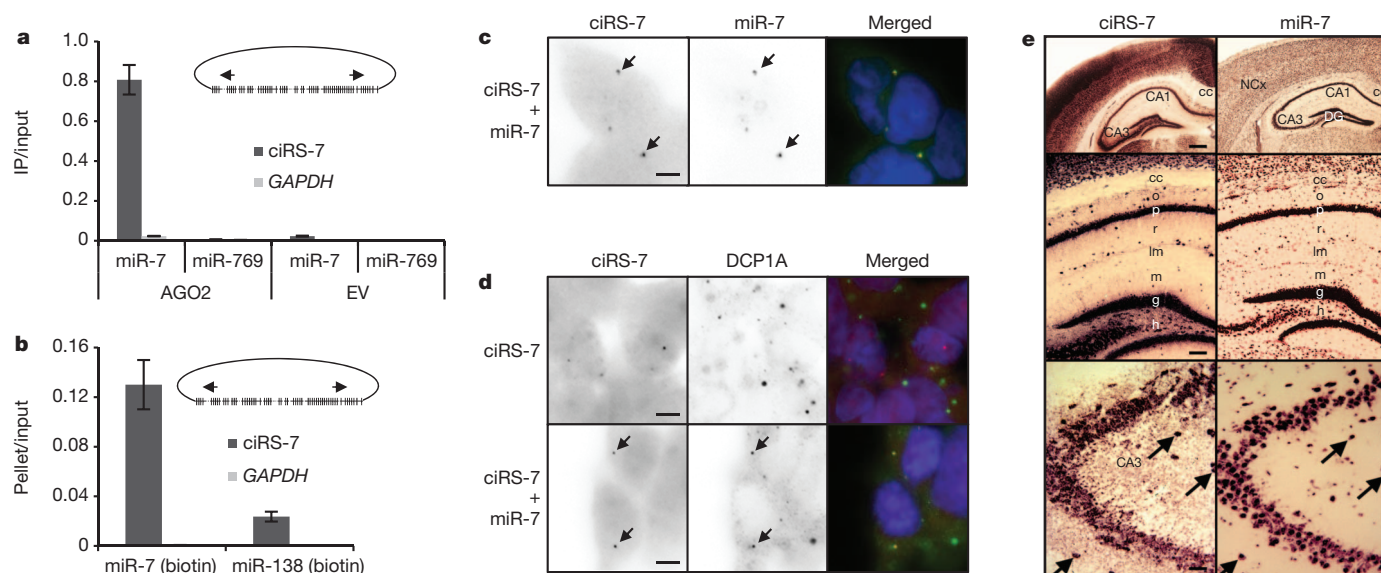 a
1.0
0.8
0.6
0.4
0.2
0
IP/input
ciRS-7
GAPDH
miR-7 miR-769 miR-7 miR-769
AGO2 EV
b
0.16
0.12
0.08
0.04
0
Pellet/input
ciRS-7
GAPDH
miR-7 (biotin) miR-138 (biotin)
c
ciRS-7 miR-7 Merged
ciRS-7
+
miR-7
d
ciRS-7 DCP1A Merged
ciRS-7
ciRS-7
+
miR-7
e
ciRS-7 miR-7
CA1 cc
CA3
NCx
CA1
CA3 DG
cc
o
p
r
lm
m
g
h
cc
o
p
r
lm
m
g
h
CA3